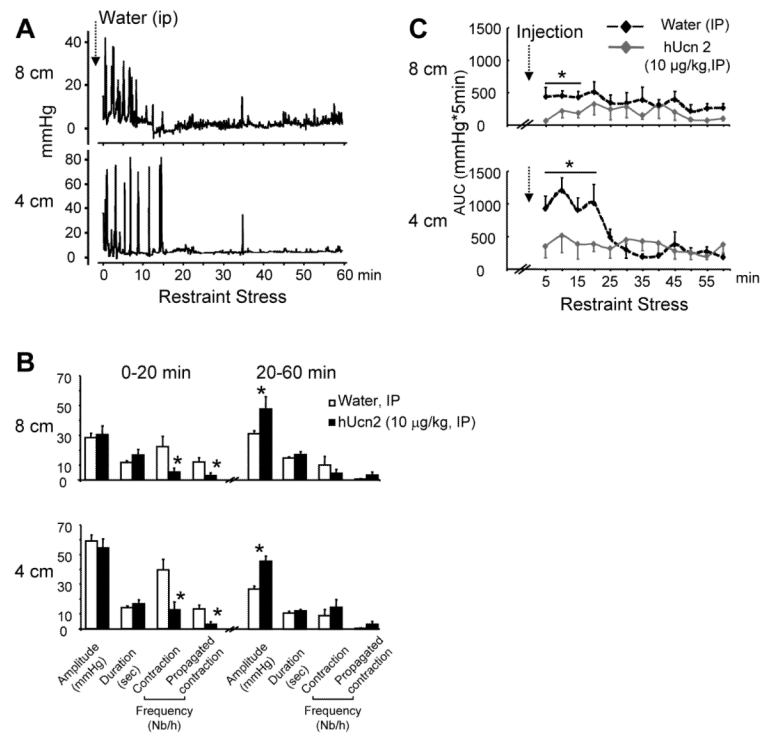 A
Water (ip)
8 cm
40
20
0
mmHg
4 cm
80
60
40
20
0
0 10 20 30 40 50 60 min
Restraint Stress
C
Injection
Water (IP)
hUcn 2
(10 µg/kg,IP)
8 cm
1500
1000
500
0
*
AUC (mmHg*5min)
4 cm
1500
1000
500
0
*
5 15 25 35 45 55 min
Restraint Stress
B
0-20 min 20-60 min
Water, IP
hUcn2 (10 µg/kg, IP)
8 cm
70
50
30
10
0
* * *
4 cm
70
50
30
10
0
* * *
Amplitude
(mmHg)
Duration
(sec)
Contraction
Propagated
contraction
Frequency
(Nb/h)
Amplitude
(mmHg)
Duration
(sec)
Contraction
Propagated
contraction
Frequency
(Nb/h)